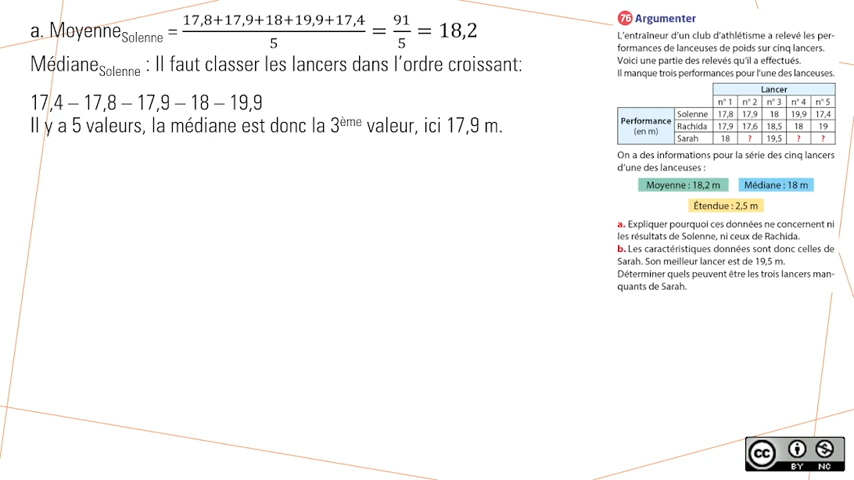 a. Moyenne_Solenne = (17,8+17,9+18+19,9+17,4)/5 = 91/5 = 18,2
Médiane_Solenne : Il faut classer les lancers dans l'ordre croissant:
17,4 – 17,8 – 17,9 – 18 – 19,9
Il y a 5 valeurs, la médiane est donc la 3ème valeur, ici 17,9 m.
76 Argumenter
L'entraîneur d'un club d'athlétisme a relevé les per-
formances de lanceuses de poids sur cinq lancers.
Voici une partie des relevés qu'il a effectués.
Il manque trois performances pour l'une des lanceuses.
Lancer
n° 1 n° 2 n° 3 n° 4 n° 5
Performance (en m)
Solenne 17,8 17,9 18 19,9 17,4
Rachida 17,9 17,6 18,5 18 19
Sarah 18 ? 19,5 ? ?
On a des informations pour la série des cinq lancers
d'une des lanceuses :
Moyenne : 18,2 m Médiane : 18 m
Étendue : 2,5 m
a. Expliquer pourquoi ces données ne concernent ni
les résultats de Solenne, ni ceux de Rachida.
b. Les caractéristiques données sont donc celles de
Sarah. Son meilleur lancer est de 19,5 m.
Déterminer quels peuvent être les trois lancers man-
quants de Sarah.
cc
BY NC